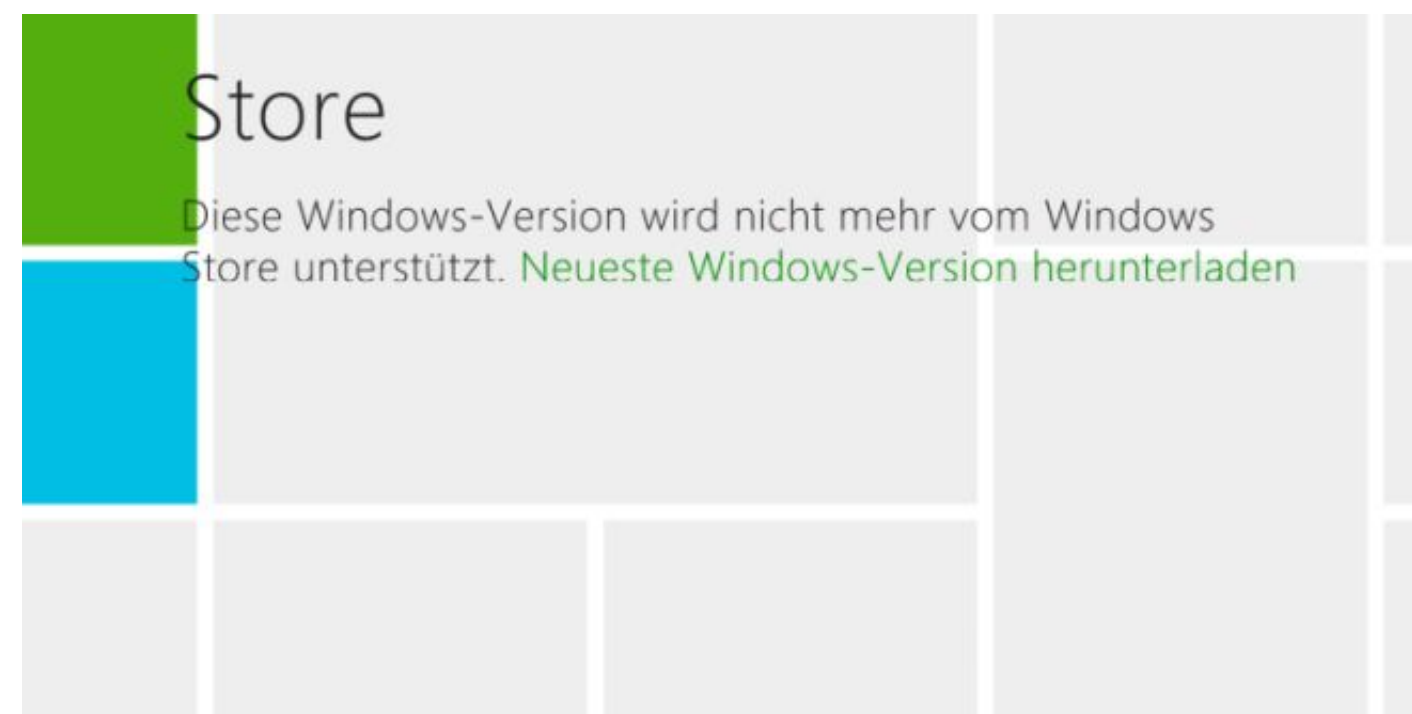 Store
Diese Windows-Version wird nicht mehr vom Windows
Store unterstützt. Neueste Windows-Version herunterladen